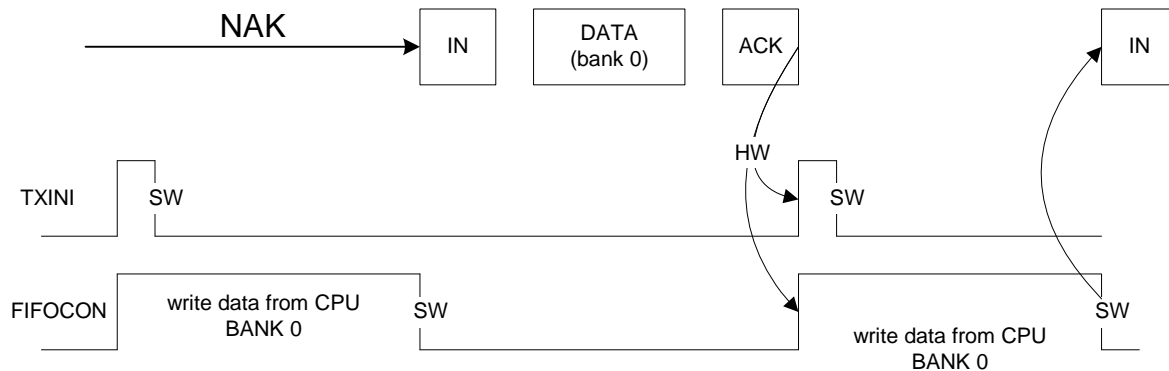 NAK
IN
DATA
(bank 0)
ACK
IN
HW
TXINI
SW
SW
FIFOCON
write data from CPU
BANK 0
SW
write data from CPU
BANK 0
SW